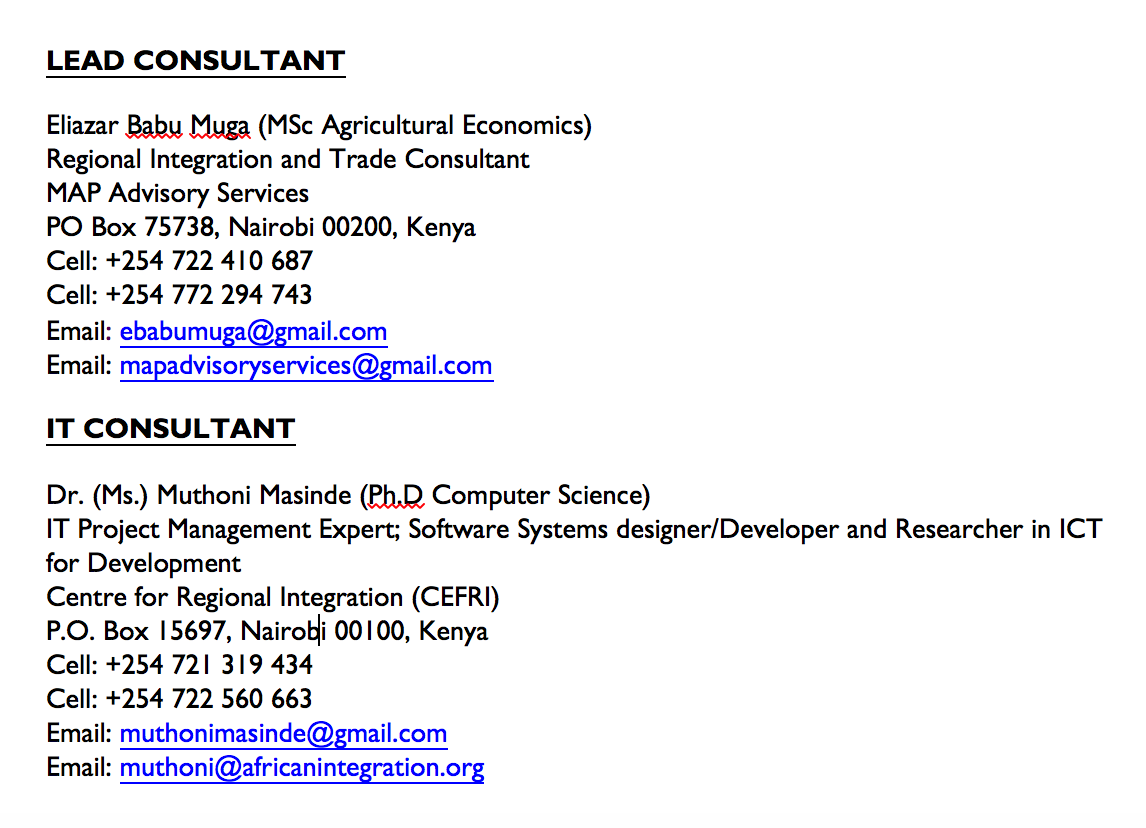 LEAD CONSULTANT
Eliazar Babu Muga (MSc Agricultural Economics)
Regional Integration and Trade Consultant
MAP Advisory Services
PO Box 75738, Nairobi 00200, Kenya
Cell: +254 722 410 687
Cell: +254 772 294 743
Email: ebabumuga@gmail.com
Email: mapadvisoryservices@gmail.com
IT CONSULTANT
Dr. (Ms.) Muthoni Masinde (Ph.D Computer Science)
IT Project Management Expert; Software Systems designer/Developer and Researcher in ICT
for Development
Centre for Regional Integration (CEFRI)
P.O. Box 15697, Nairobi 00100, Kenya
Cell: +254 721 319 434
Cell: +254 722 560 663
Email: muthonimasinde@gmail.com
Email: muthoni@africanintegration.org